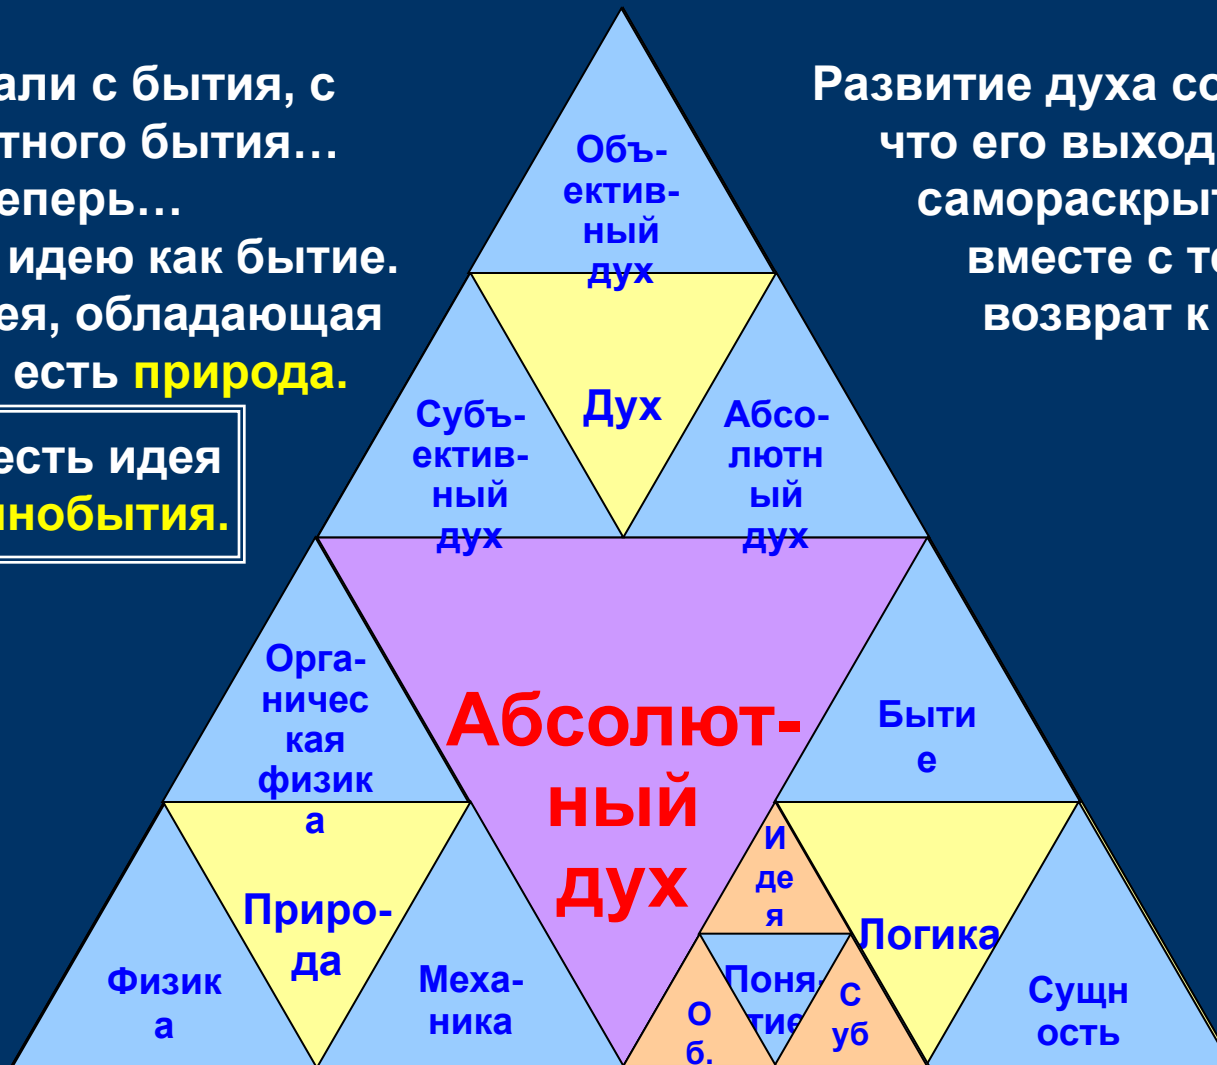 али с бытия, с
тного бытия...
еперь...
идею как бытие.
ея, обладающая
есть природа.
есть идея
нобытия.
Развитие духа со
что его выход
самораскрыт
вместе с те
возврат к
Объ-
ектив-
ный
дух
Дух
Субъ-
ектив-
ный
дух
Абсо-
лютн
ый
дух
Орга-
ничес
кая
физик
а
Абсолют-
ный
дух
Быти
е
Приро-
да
Физик
а
Меха-
ника
И
де
я
Логика
Поня-
тие
О
б.
С
уб
Сущн
ость